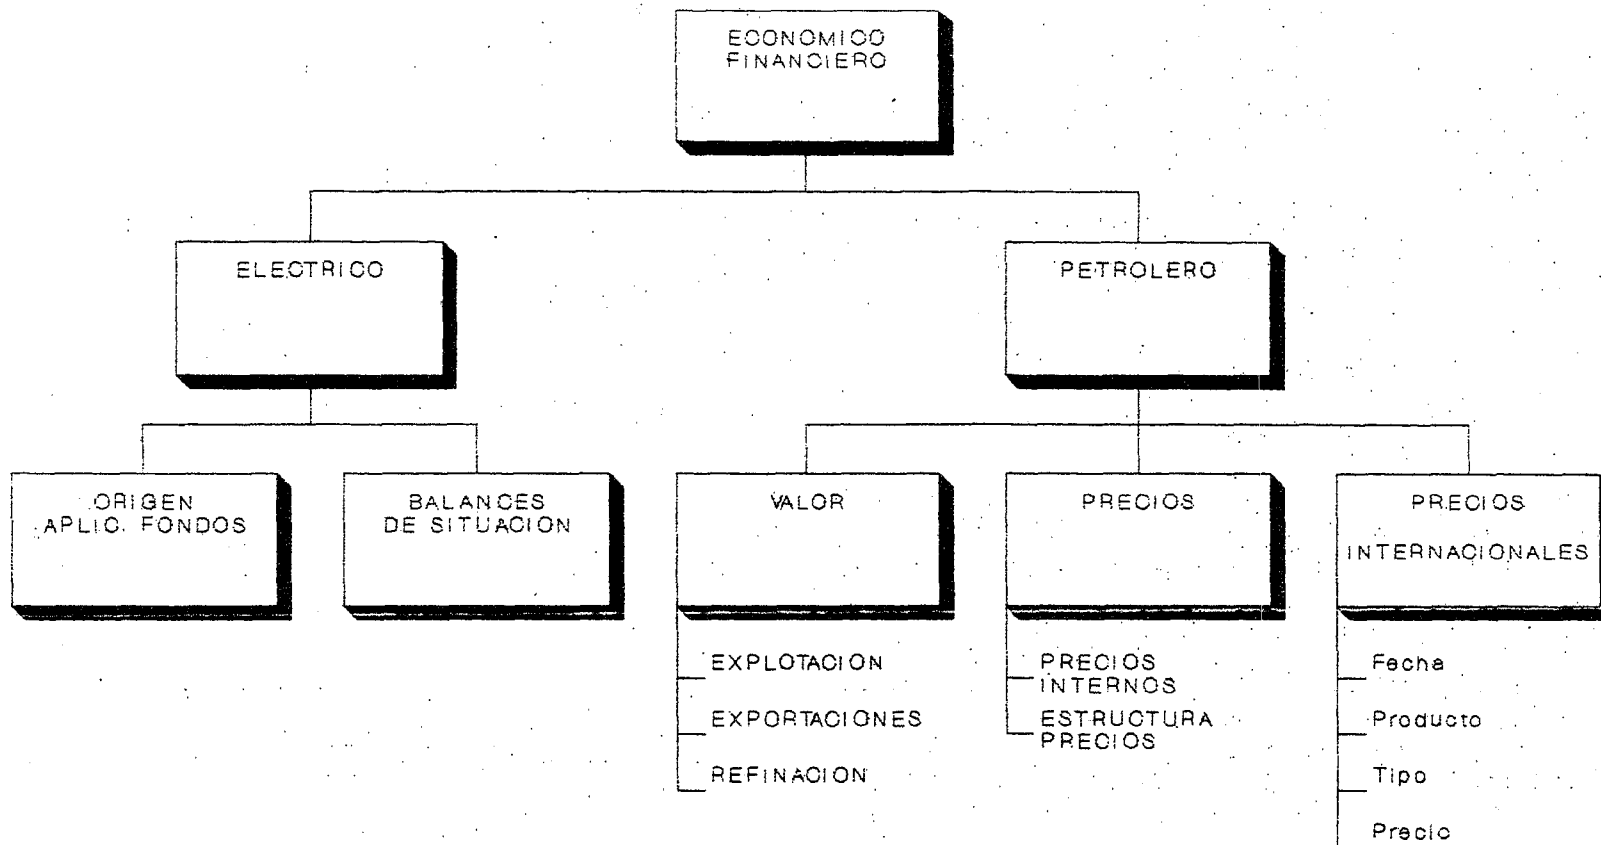 ECONOMICO
FINANCIERO
ELECTRICO
PETROLERO
ORIGEN
APLIC. FONDOS
BALANCES
DE SITUACION
VALOR
PRECIOS
PRECIOS
INTERNACIONALES
EXPLOTACION
EXPORTACIONES
REFINACION
PRECIOS
INTERNOS
ESTRUCTURA
PRECIOS
Fecha
Producto
Tipo
Precio